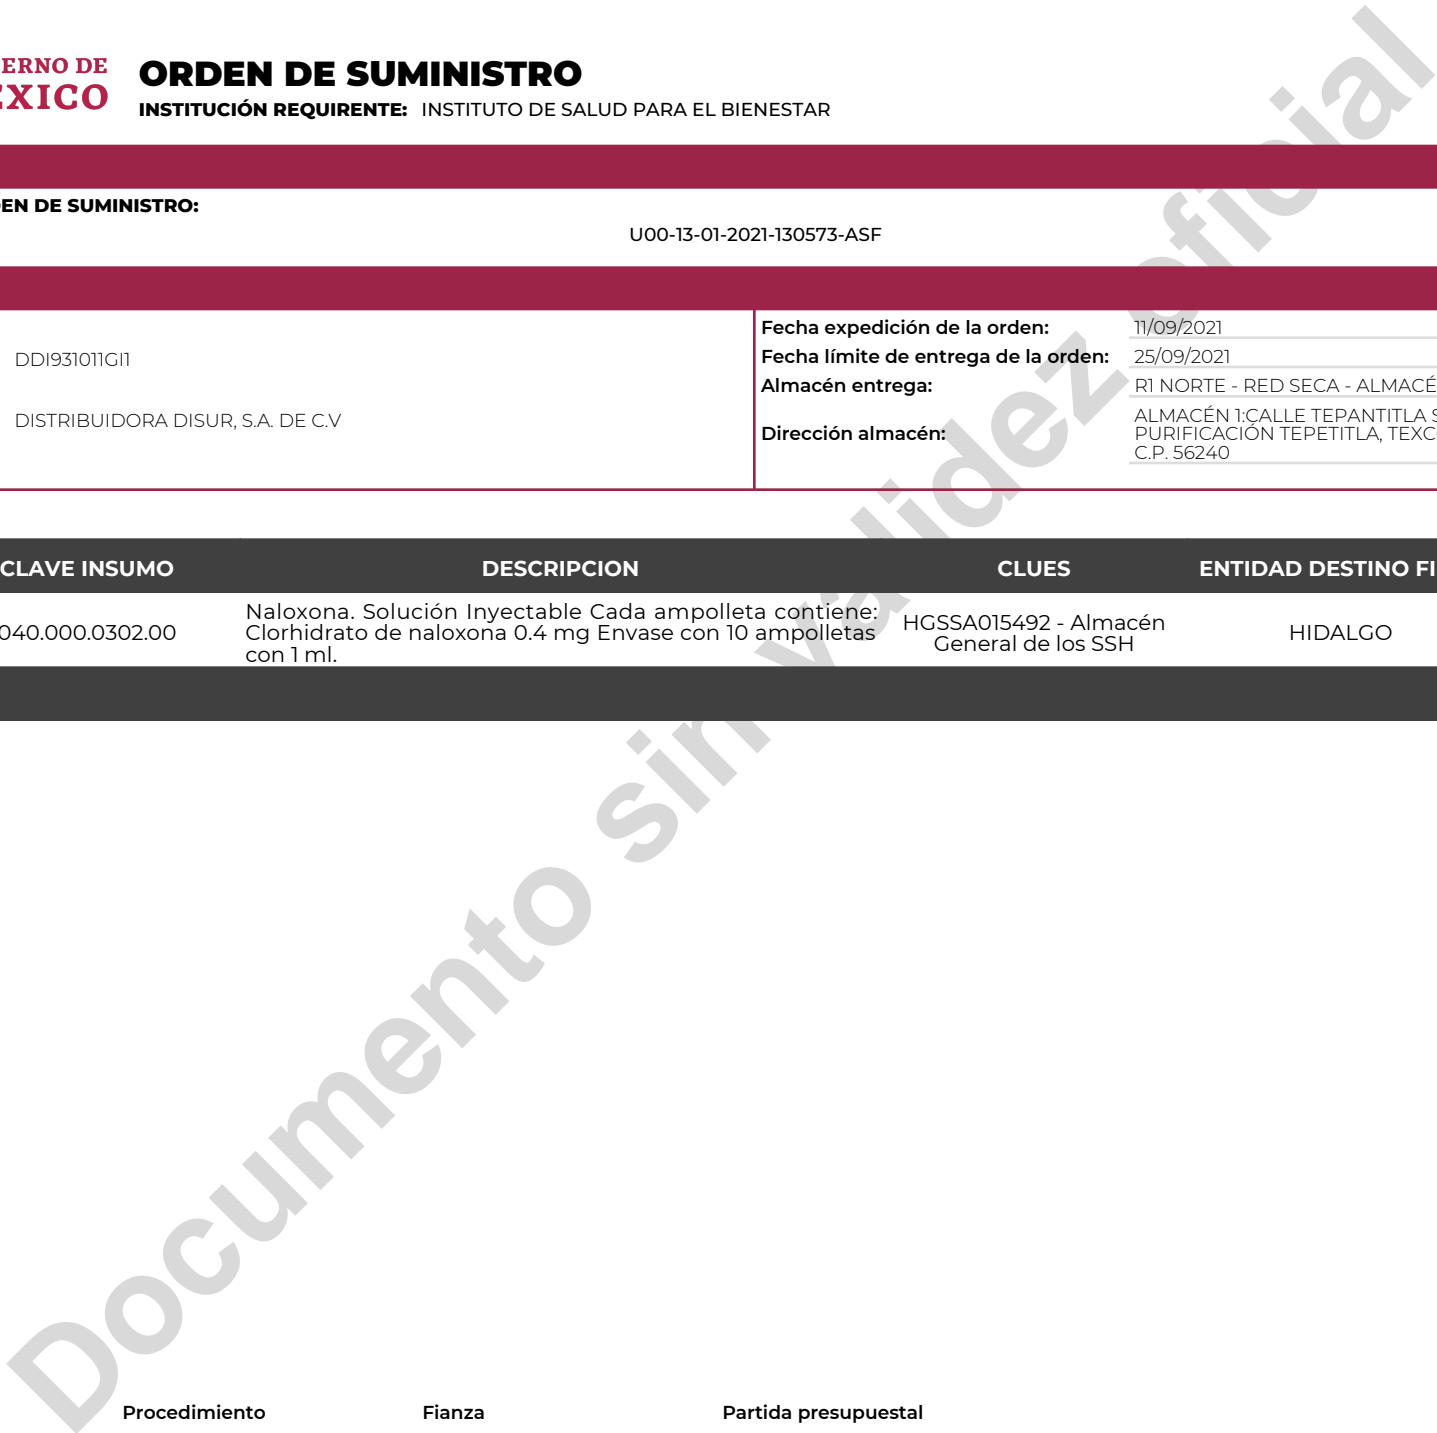 ERNO DE
EXICO
ORDEN DE SUMINISTRO
INSTITUCIÓN REQUIRENTE: INSTITUTO DE SALUD PARA EL BIENESTAR
EN DE SUMINISTRO:
U00-13-01-2021-130573-ASF
DDI931011GI1
DISTRIBUIDORA DISUR, S.A. DE C.V
Fecha expedición de la orden: 11/09/2021
Fecha límite de entrega de la orden: 25/09/2021
Almacén entrega: R1 NORTE - RED SECA - ALMACÉ
Dirección almacén:
ALMACÉN 1:CALLE TEPANTITLA S
PURIFICACIÓN TEPETITLA, TEXC
C.P. 56240
CLAVE INSUMO DESCRIPCION CLUES ENTIDAD DESTINO FI
040.000.0302.00
Naloxona. Solución Inyectable Cada ampolleta contiene:
Clorhidrato de naloxona 0.4 mg Envase con 10 ampolletas
con 1 ml.
HGSSA015492 - Almacén
General de los SSH
HIDALGO
Documento sin validez oficial
Procedimiento Fianza Partida presupuestal